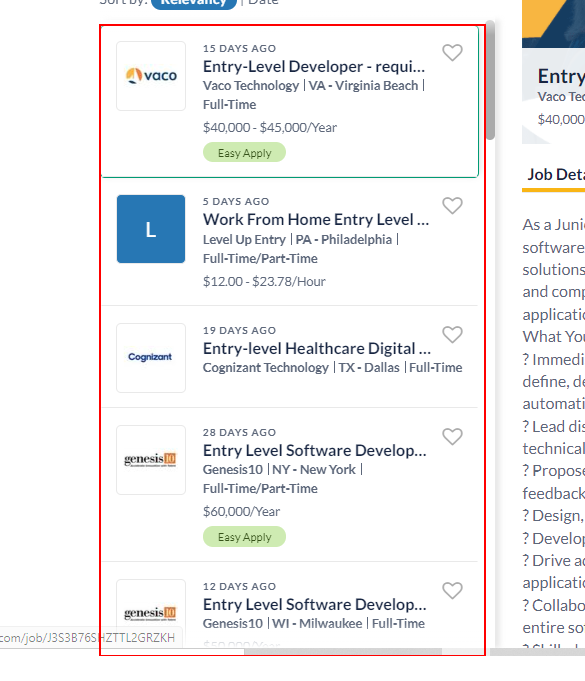 Sort by: Relevancy | Date
15 DAYS AGO
vaco
Entry-Level Developer - requi...
Vaco Technology | VA - Virginia Beach |
Full-Time
$40,000 - $45,000/Year
Easy Apply
5 DAYS AGO
L
Work From Home Entry Level ...
Level Up Entry | PA - Philadelphia |
Full-Time/Part-Time
$12.00 - $23.78/Hour
19 DAYS AGO
Cognizant
Entry-level Healthcare Digital ...
Cognizant Technology | TX - Dallas | Full-Time
28 DAYS AGO
genesis10
Entry Level Software Develop...
Genesis10 | NY - New York |
Full-Time/Part-Time
$60,000/Year
Easy Apply
12 DAYS AGO
genesis10
Entry Level Software Develop...
Genesis10 | WI - Milwaukee | Full-Time
$50,000/Year
.com/job/J3S3B76SHZTTL2GRZKH
Entry
Vaco Tec
$40,000
Job Deta
As a Juni
software
solutions
and comp
applicatio
What You
? Immedi
define, de
automati
? Lead dis
technical
? Propose
feedback
? Design,
? Develop
? Drive ad
applicatio
? Collabo
entire sof